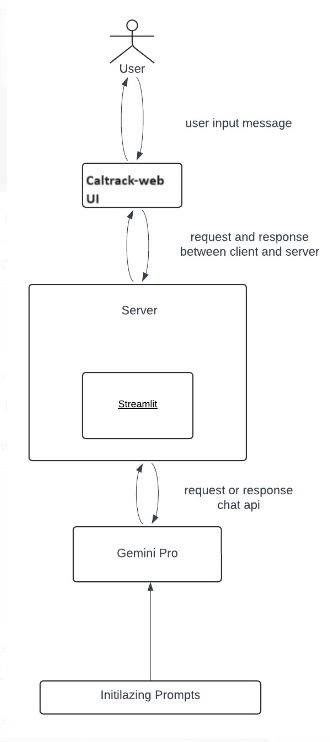 User
user input message
Caltrack-web
UI
request and response
between client and server
Server
Streamlit
request or response
chat api
Gemini Pro
Initilazing Prompts